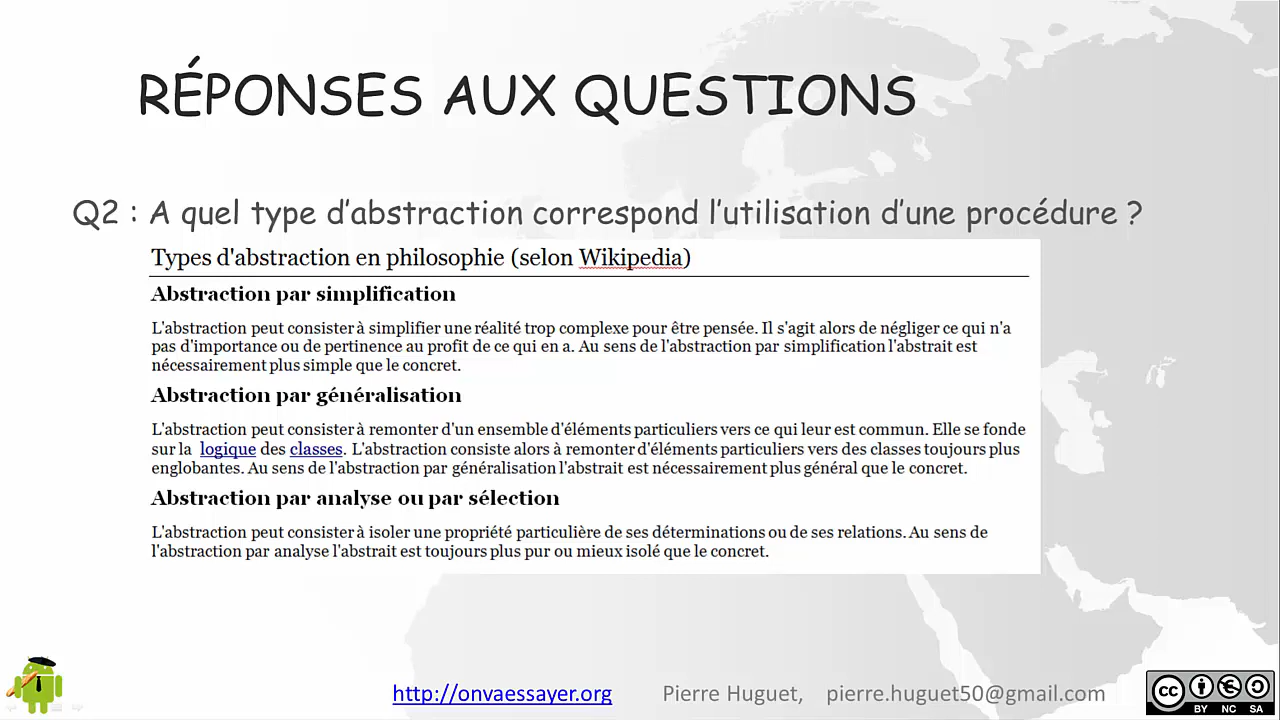 RÉPONSES AUX QUESTIONS
Q2 : A quel type d’abstraction correspond l’utilisation d’une procédure ?
Types d'abstraction en philosophie (selon Wikipedia)
Abstraction par simplification
L'abstraction peut consister à simplifier une réalité trop complexe pour être pensée. Il s'agit alors de négliger ce qui n'a
pas d'importance ou de pertinence au profit de ce qui en a. Au sens de l'abstraction par simplification l'abstrait est
nécessairement plus simple que le concret.
Abstraction par généralisation
L'abstraction peut consister à remonter d'un ensemble d'éléments particuliers vers ce qui leur est commun. Elle se fonde
sur la logique des classes. L'abstraction consiste alors à remonter d'éléments particuliers vers des classes toujours plus
englobantes. Au sens de l'abstraction par généralisation l'abstrait est nécessairement plus général que le concret.
Abstraction par analyse ou par sélection
L'abstraction peut consister à isoler une propriété particulière de ses déterminations ou de ses relations. Au sens de
l'abstraction par analyse l'abstrait est toujours plus pur ou mieux isolé que le concret.
http://onvaessayer.org Pierre Huguet, pierre.huguet50@gmail.com
cc BY NC SA